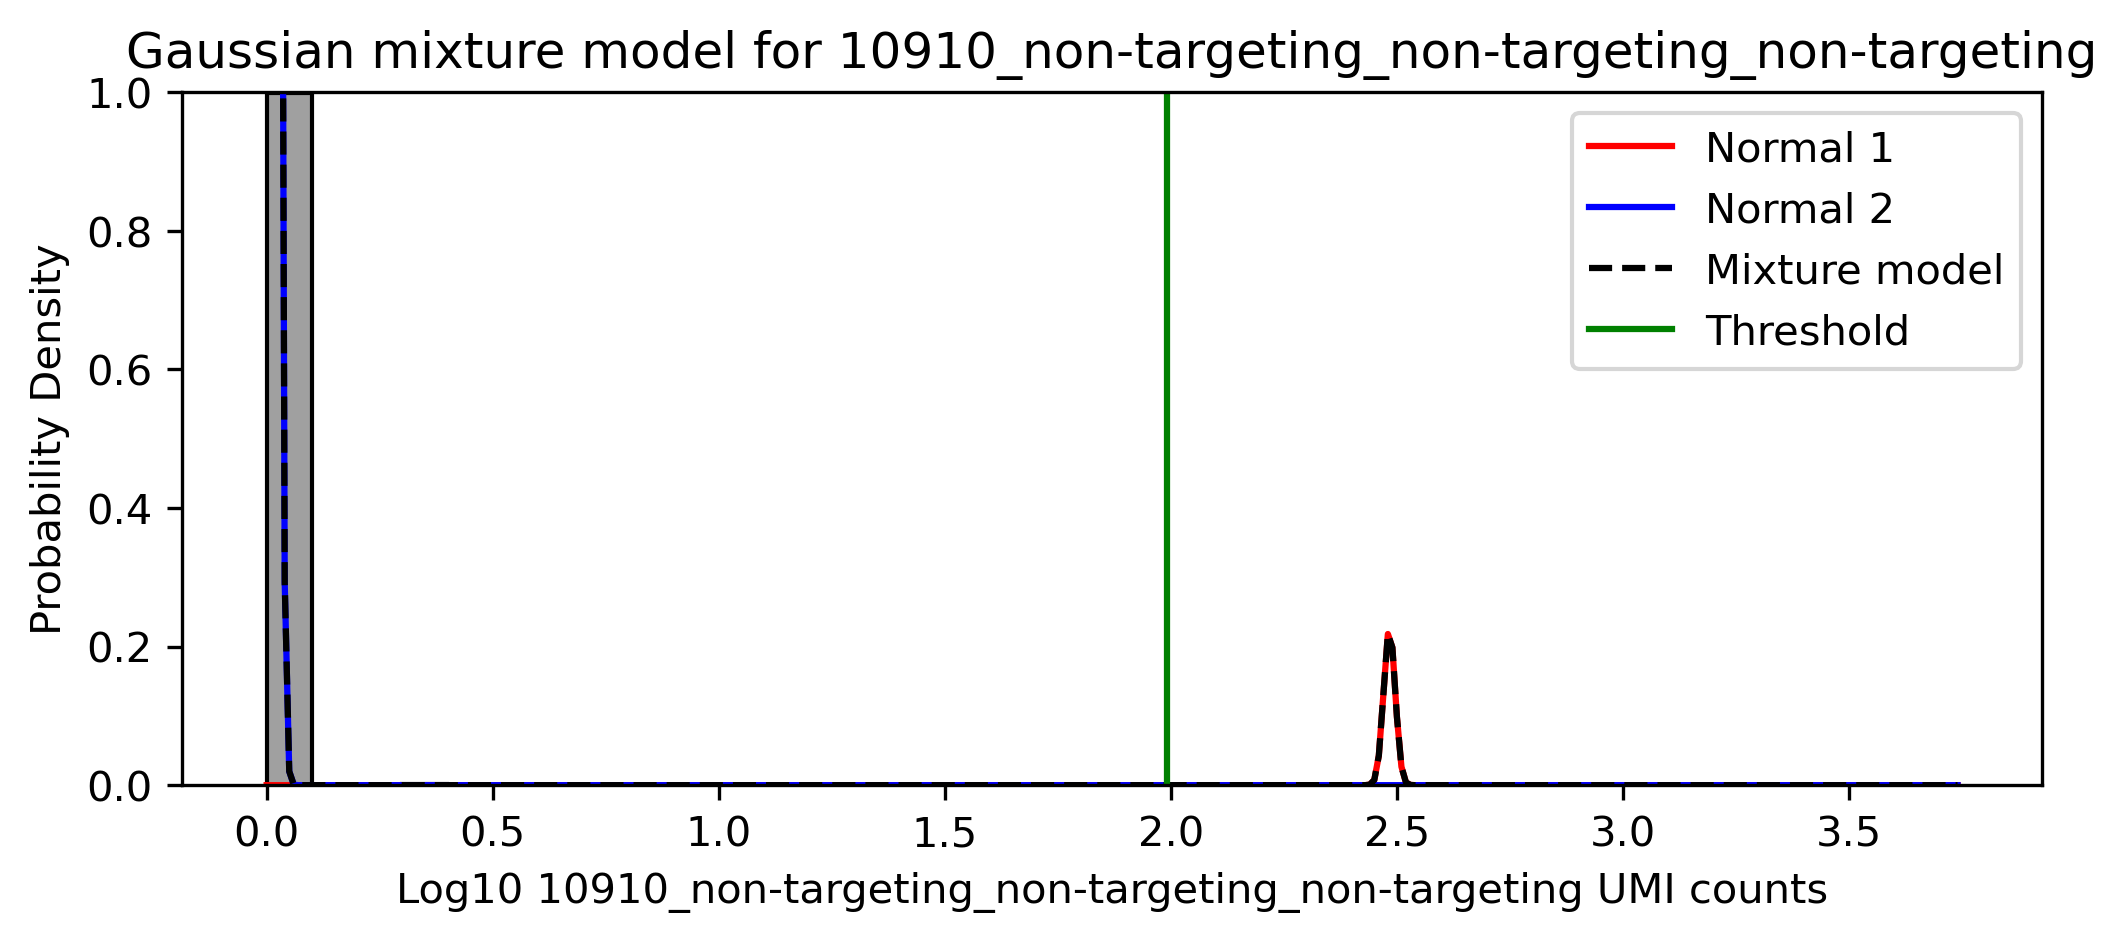 Gaussian mixture model for 10910_non-targeting_non-targeting_non-targeting
Probability Density
1.0
0.8
0.6
0.4
0.2
0.0
Normal 1
Normal 2
Mixture model
Threshold
0.0 0.5 1.0 1.5 2.0 2.5 3.0 3.5
Log10 10910_non-targeting_non-targeting_non-targeting UMI counts